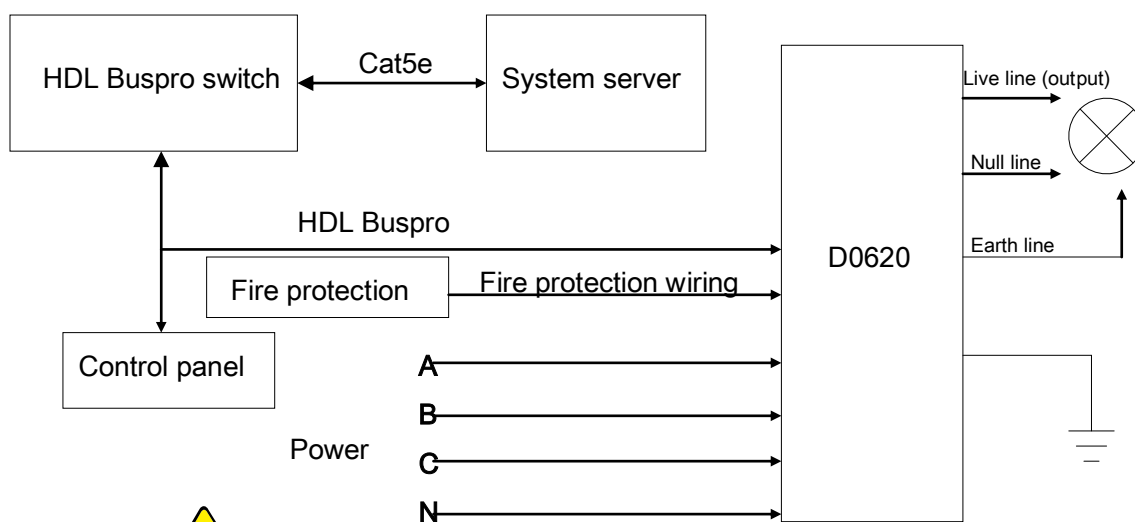 HDL Buspro switch
Cat5e
System server
Live line (output)
Null line
HDL Buspro
Earth line
D0620
Fire protection
Fire protection wiring
Control panel
A
B
Power
C
N